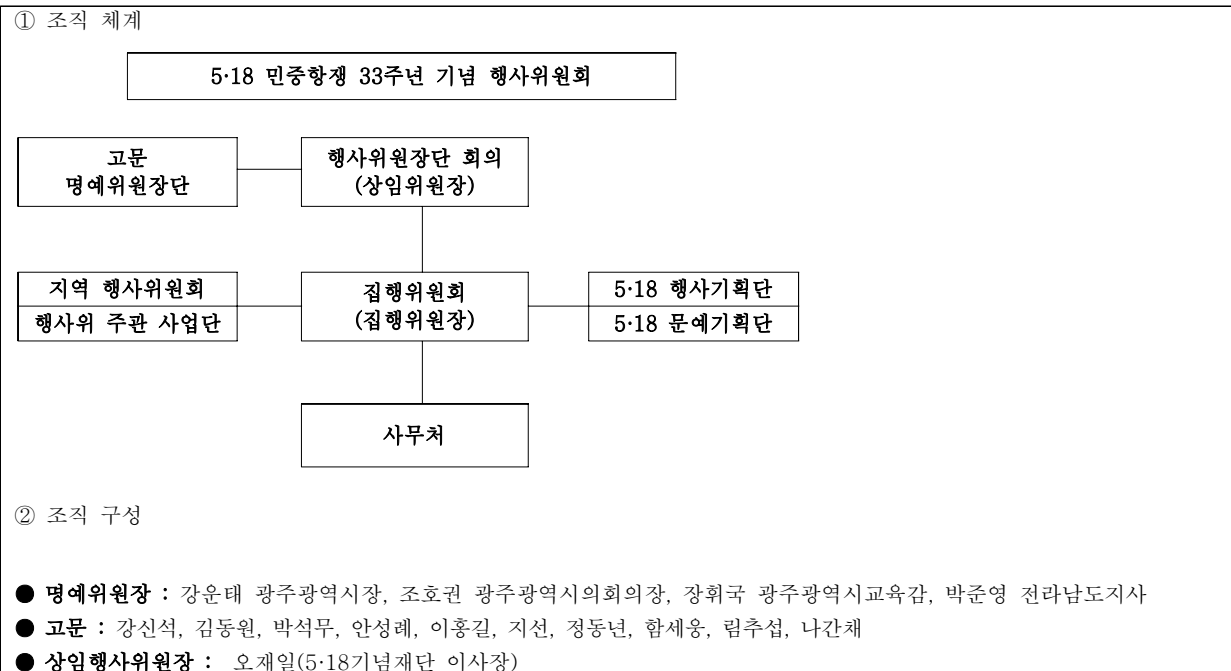 ① 조직 체계
5·18 민중항쟁 33주년 기념 행사위원회
고문
명예위원장단
행사위원장단 회의
(상임위원장)
지역 행사위원회
행사위 주관 사업단
집행위원회
(집행위원장)
5·18 행사기획단
5·18 문예기획단
사무처
② 조직 구성
● 명예위원장 : 강운태 광주광역시장, 조호권 광주광역시의회의장, 장휘국 광주광역시교육감, 박준영 전라남도지사
● 고문 : 강신석, 김동원, 박석무, 안성례, 이홍길, 지선, 정동년, 함세웅, 림추섭, 나간채
● 상임행사위원장 : 오재일(5·18기념재단 이사장)